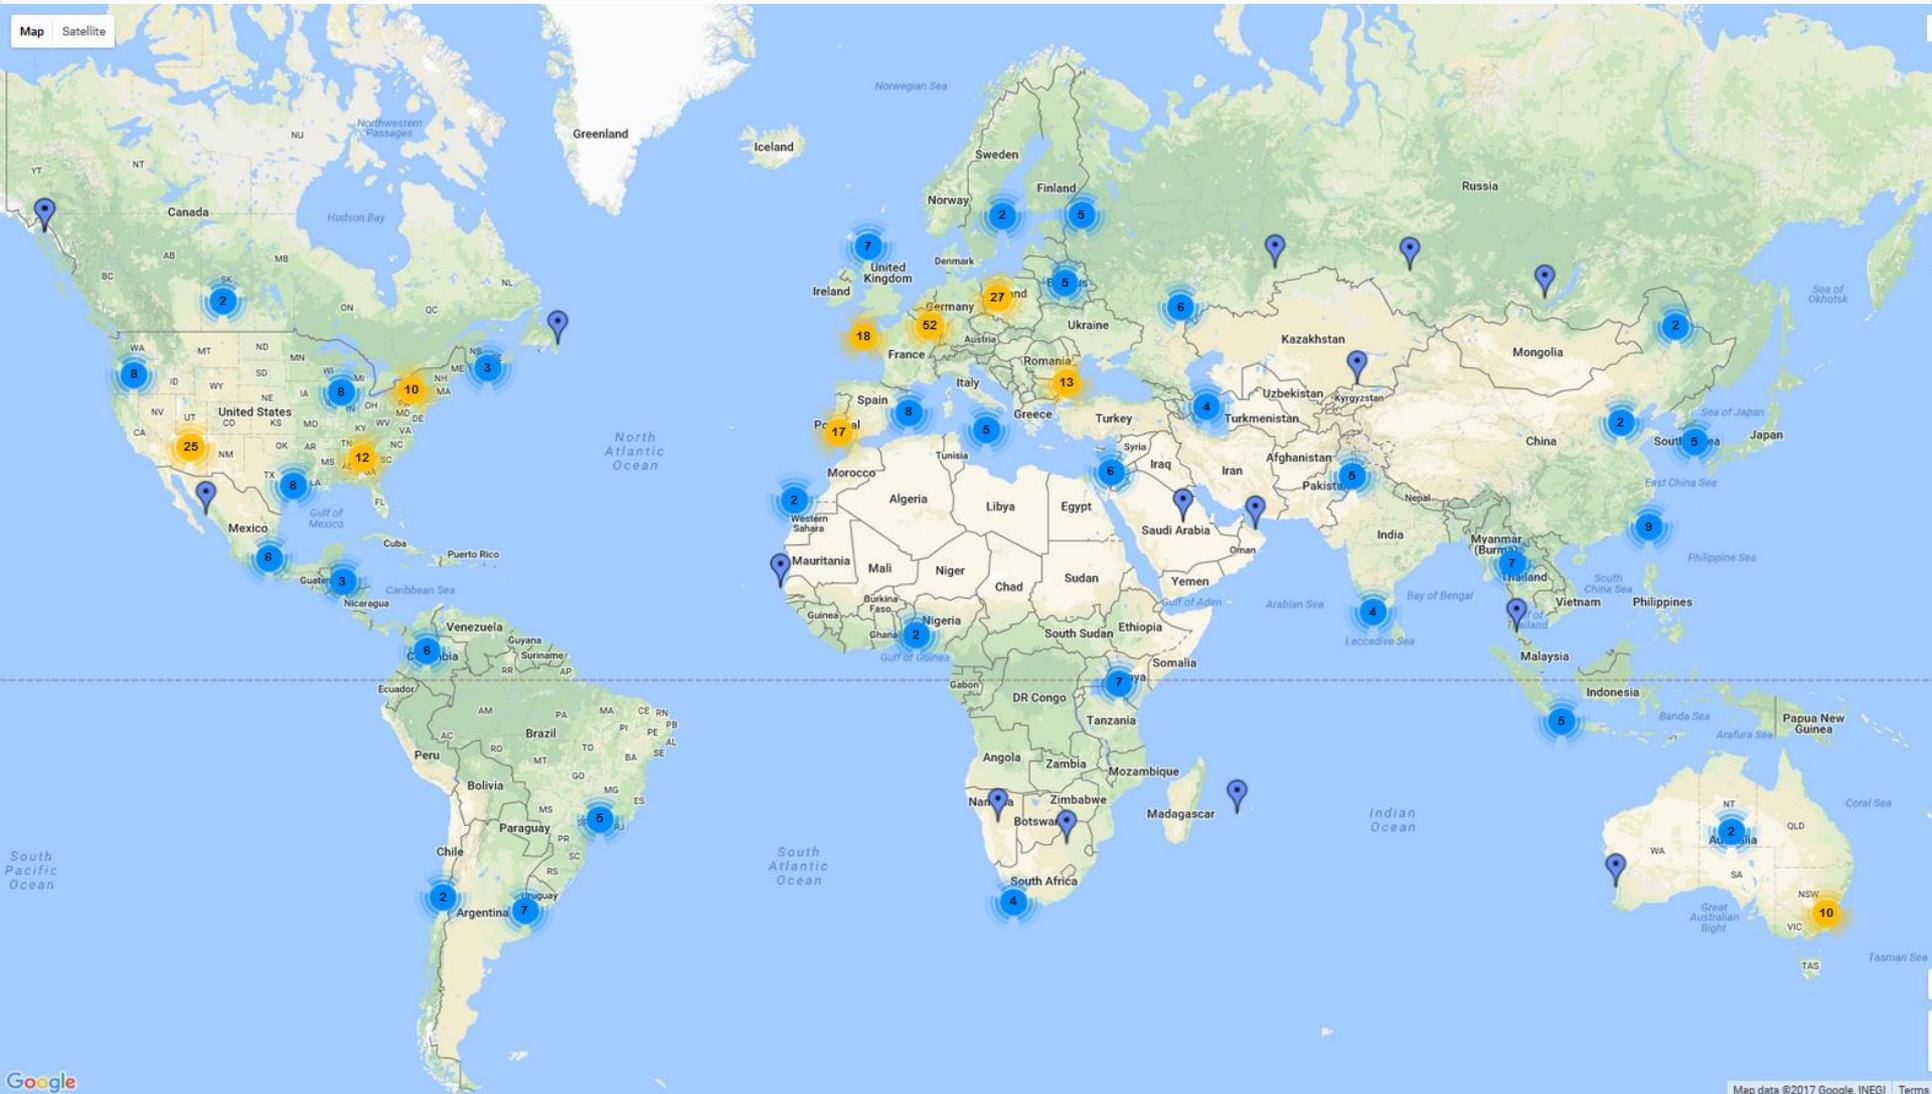 Map Satellite
Norwegian Sea
Northwestern
Passages
Greenland
NU
Iceland
Sweden
NT
YT
Russia
Finland
Norway
Canada
2
5
Hudson Bay
7
AB
MB
United
Kingdom
Denmark
BC
SK
NL
Ireland
5
Sea of
Okhotsk
2
27
ON
QC
Germany
6
52
Ukraine
2
18
Austria
Kazakhstan
WA
ND
MT
MN
NS
France
Mongolia
8
ME
3
Romania
SD
WI
MI
NH
ID
WY
8
10
MA
Italy
13
Uzbekistan
Kyrgyzstan
IA
NE
OH
Spain
8
4
NV
UT
United States
MD
DE
Greece
Turkey
Turkmenistan
2
Sea of Japan
CO
KS
MO
KY
WV
VA
17
5
CA
25
OK
AR
TN
NC
China
5
Japan
NM
12
SC
MS
Tunisia
Syria
Afghanistan
North
Atlantic
Ocean
Morocco
6
Iraq
Iran
TX
8
LA
5
Nepal
East China Sea
FL
2
Algeria
Libya
Egypt
Gulf of
Mexico
Western
Sahara
Mexico
Saudi Arabia
India
9
Cuba
Puerto Rico
Oman
Myanmar
(Burma)
Philippine Sea
6
Mauritania
Mali
Niger
7
3
Chad
Sudan
Yemen
Thailand
South
China Sea
Caribbean Sea
Nicaragua
Burkina
Faso
Gulf of Aden
Arabian Sea
Bay of Bengal
Vietnam
Philippines
Guinea
4
Nigeria
Gulf of
Thailand
Venezuela
Ghana
2
South Sudan
Ethiopia
Guyana
Laccadive Sea
6
Suriname
Gulf of Guinea
Malaysia
RR
AP
Somalia
Ecuador
Gabon
DR Congo
7
Indonesia
AM
PA
MA
CE
RN
Tanzania
5
Banda Sea
Papua New
Guinea
PI
PE
PB
AC
Brazil
AL
Arafura Sea
RO
TO
SE
Peru
MT
BA
Angola
Zambia
Mozambique
GO
Bolivia
MG
ES
Zimbabwe
NT
Coral Sea
MS
Madagascar
Indian
Ocean
5
RJ
Paraguay
QLD
2
PR
WA
Chile
SC
South
Pacific
Ocean
South
Atlantic
Ocean
RS
SA
South Africa
2
Uruguay
NSW
4
Argentina
7
10
Great
Australian
Bight
VIC
Tasman Sea
TAS
Google
Map data ©2017 Google, INEGI Terms